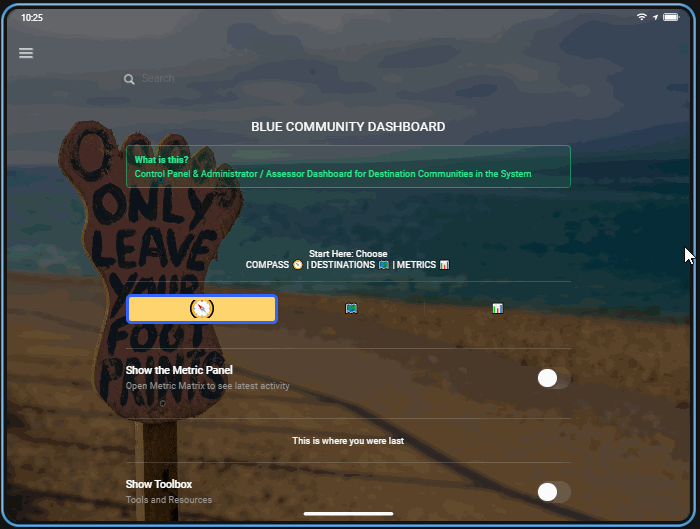 10:25
Search
BLUE COMMUNITY DASHBOARD
What is this?
Control Panel & Administrator / Assessor Dashboard for Destination Communities in the System
ONLY
LEAVE
YOUR
FOOT
PRINTS
Start Here: Choose
COMPASS 🧭 | DESTINATIONS 🗺️ | METRICS 📊
Show the Metric Panel
Open Metric Matrix to see latest activity
This is where you were last
Show Toolbox
Tools and Resources